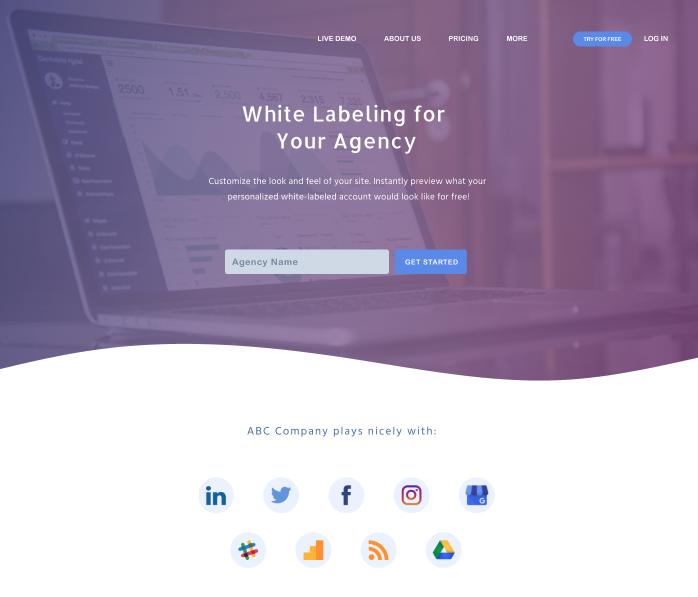 LIVE DEMO
ABOUT US
PRICING
MORE
TRY FOR FREE
LOG IN
White Labeling for
Your Agency
Customize the look and feel of your site. Instantly preview what your
personalized white-labeled account would look like for free!
Agency Name
GET STARTED
ABC Company plays nicely with:
in
G